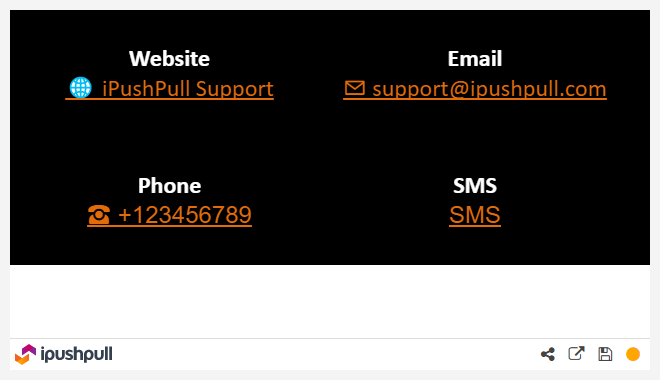 Website
Email
iPushPull Support
support@ipushpull.com
Phone
SMS
+123456789
SMS
ipushpull